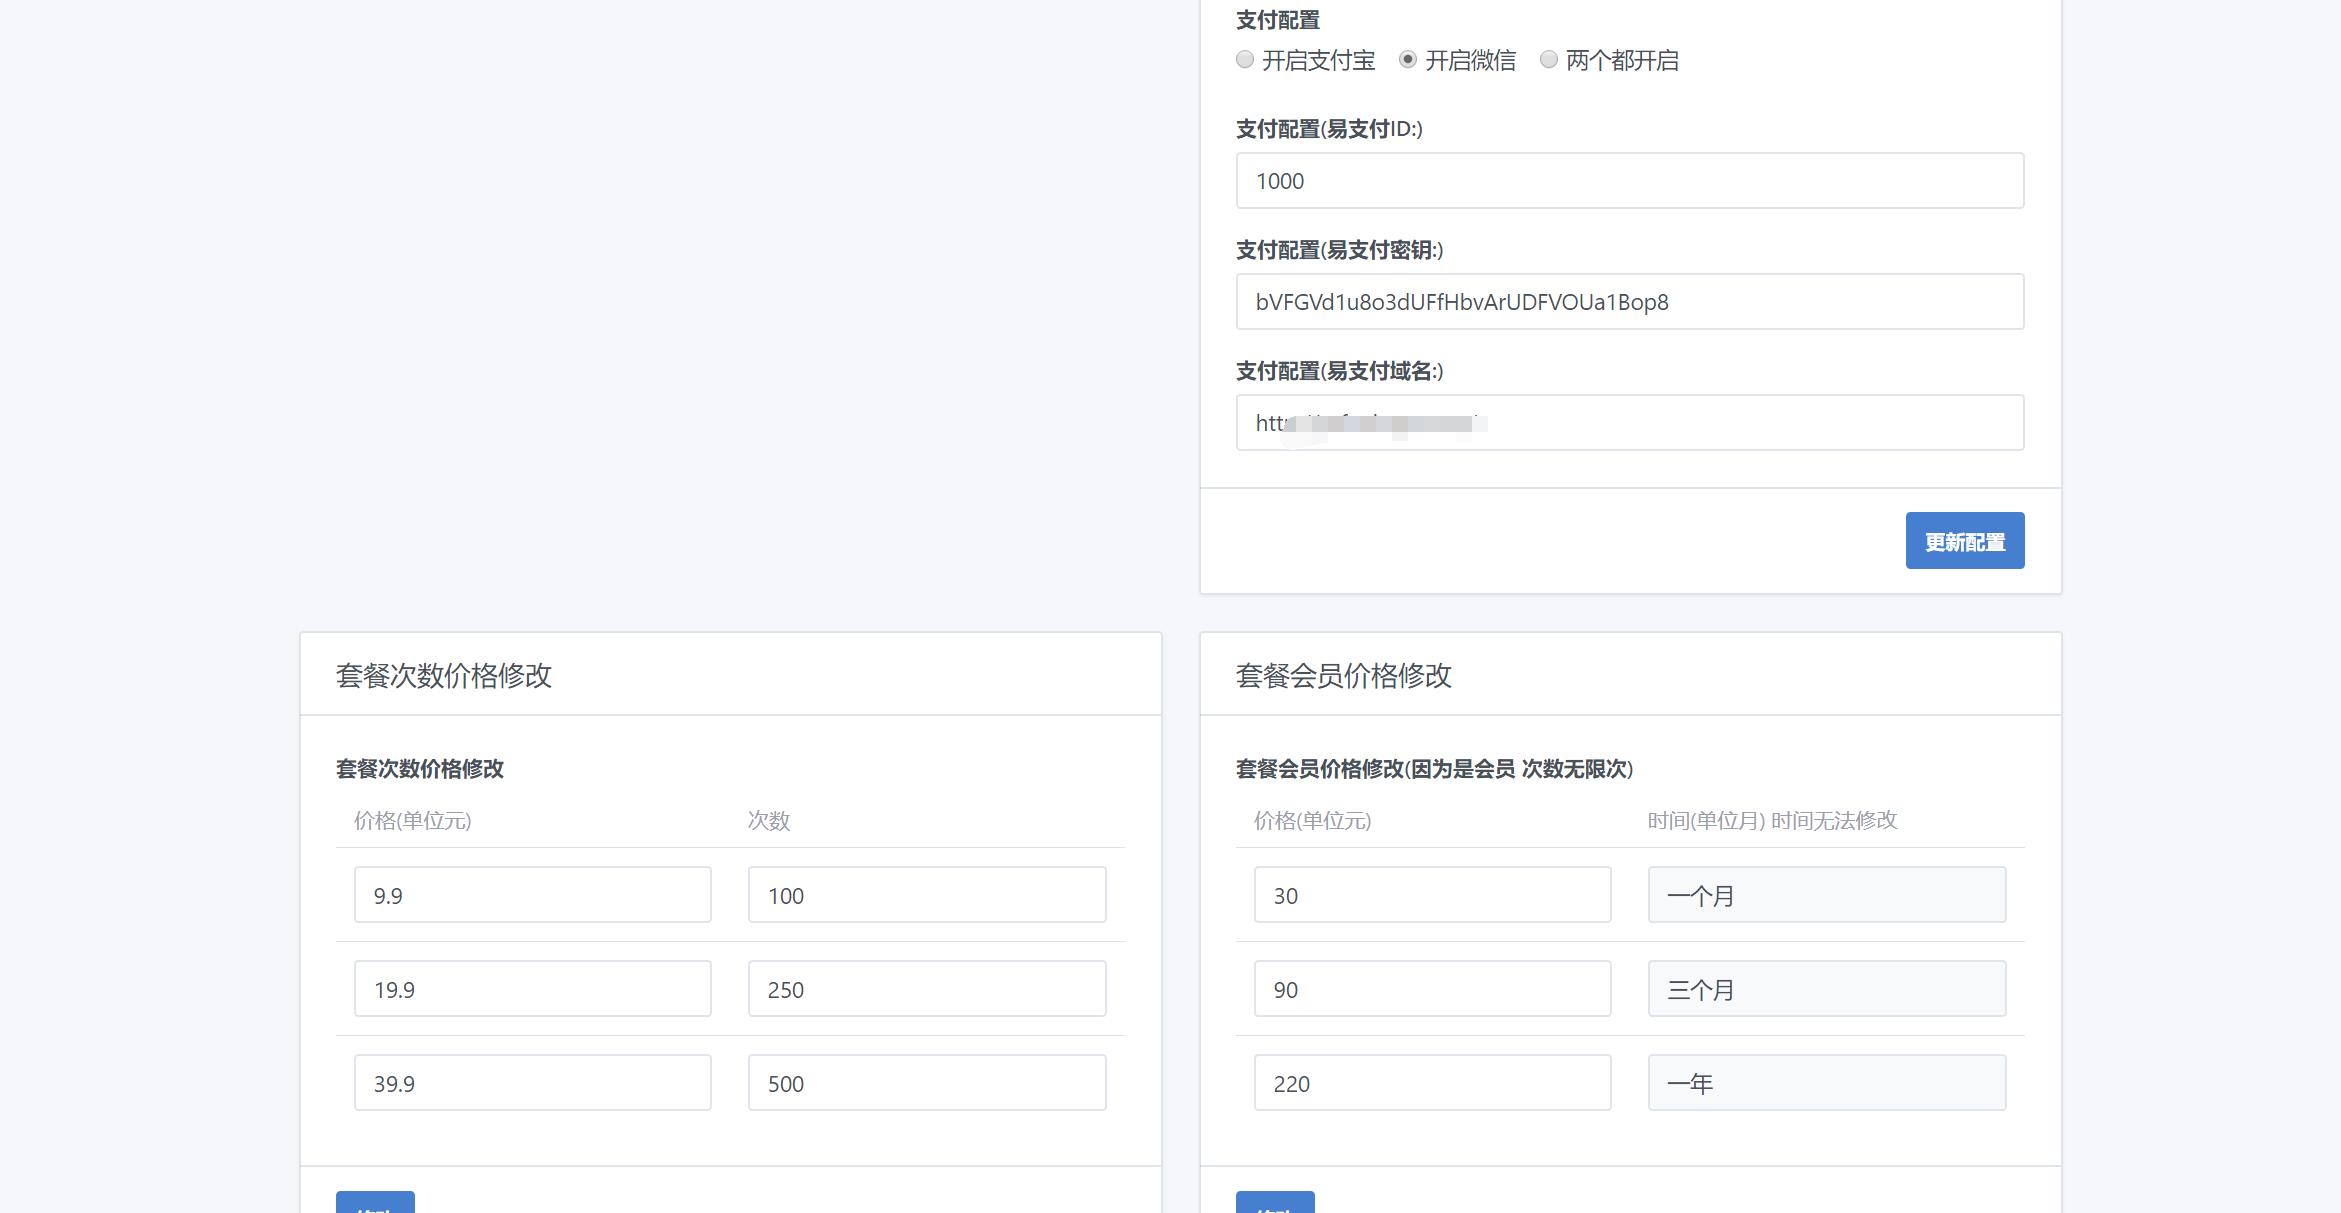 支付配置
开启支付宝 开启微信 两个都开启
支付配置(易支付ID:)
1000
支付配置(易支付密钥:)
bVFGVd1u8o3dUFfHbvArUDFVOUa1Bop8
支付配置(易支付域名:)
htt
更新配置
套餐次数价格修改
套餐次数价格修改
价格(单位元) 次数
9.9 100
19.9 250
39.9 500
套餐会员价格修改
套餐会员价格修改(因为是会员 次数无限次)
价格(单位元) 时间(单位月) 时间无法修改
30 一个月
90 三个月
220 一年